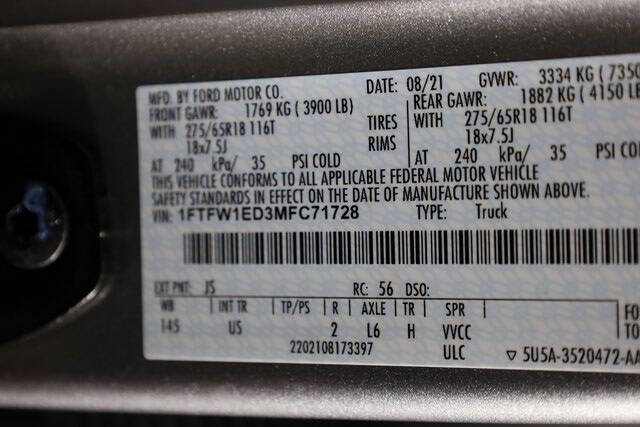 MFD. BY FORD MOTOR CO. DATE: 08/21 GVWR: 3334 KG ( 7350
FRONT GAWR: 1769 KG ( 3900 LB) REAR GAWR: 1882 KG ( 4150 LB
WITH 275/65R18 116T TIRES WITH 275/65R18 116T
18x7.5J RIMS 18x7.5J
AT 240 kPa/ 35 PSI COLD AT 240 kPa/ 35 PSI COL
THIS VEHICLE CONFORMS TO ALL APPLICABLE FEDERAL MOTOR VEHICLE
SAFETY STANDARDS IN EFFECT ON THE DATE OF MANUFACTURE SHOWN ABOVE.
VIN: 1FTFW1ED3MFC71728 TYPE: Truck
EXT PNT: JS RC: 56 DSO:
WB INT TR TP/PS R AXLE TR SPR FO
145 US 2 L6 H VVCC TO
2202108173397 ULC ▽ 5U5A-3520472-AA